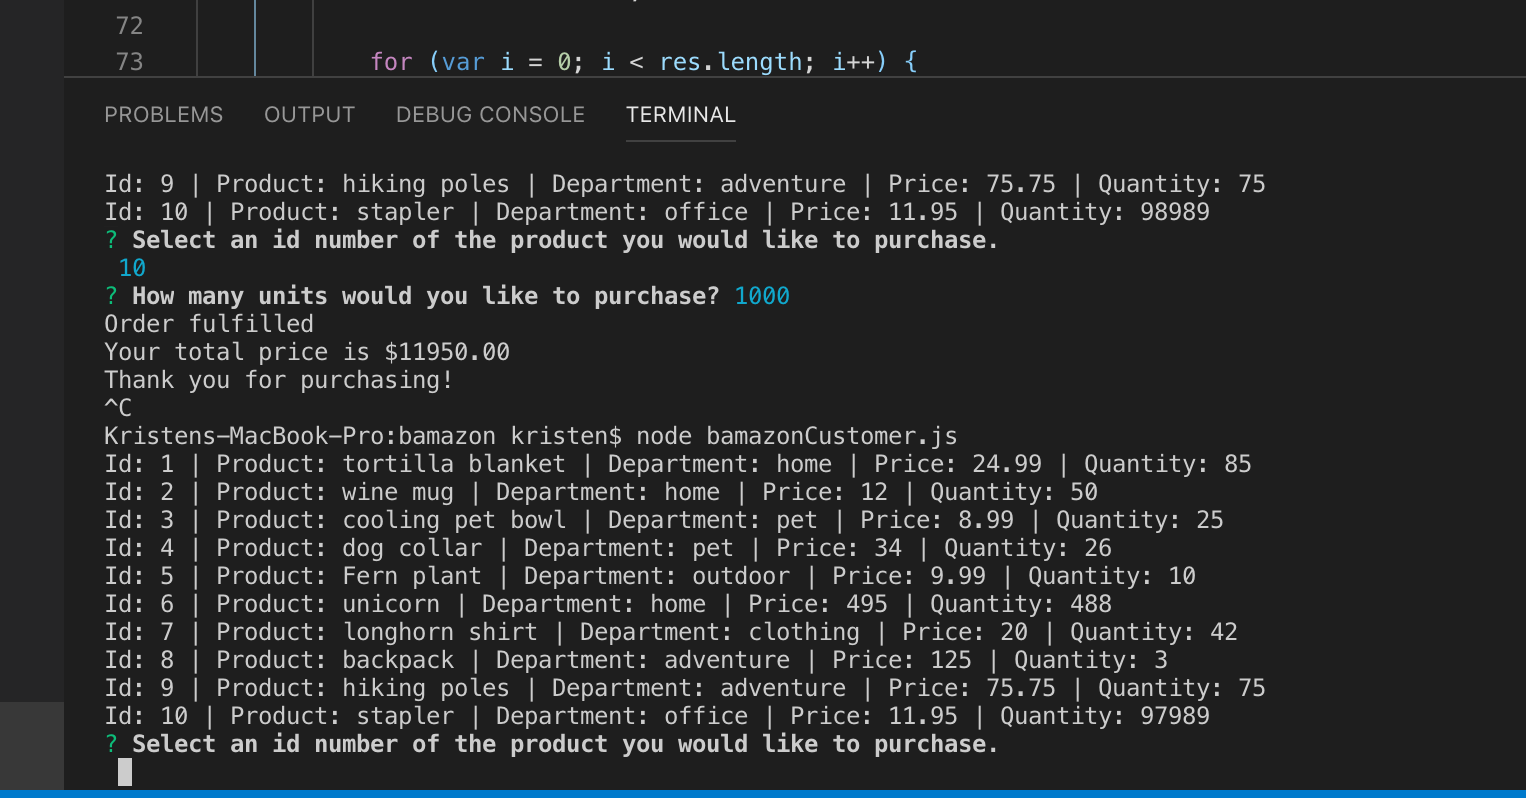 72
73 for (var i = 0; i < res.length; i++) {
PROBLEMS OUTPUT DEBUG CONSOLE TERMINAL
Id: 9 | Product: hiking poles | Department: adventure | Price: 75.75 | Quantity: 75
Id: 10 | Product: stapler | Department: office | Price: 11.95 | Quantity: 98989
? Select an id number of the product you would like to purchase.
10
? How many units would you like to purchase? 1000
Order fulfilled
Your total price is $11950.00
Thank you for purchasing!
^C
Kristens-MacBook-Pro:bamazon kristen$ node bamazonCustomer.js
Id: 1 | Product: tortilla blanket | Department: home | Price: 24.99 | Quantity: 85
Id: 2 | Product: wine mug | Department: home | Price: 12 | Quantity: 50
Id: 3 | Product: cooling pet bowl | Department: pet | Price: 8.99 | Quantity: 25
Id: 4 | Product: dog collar | Department: pet | Price: 34 | Quantity: 26
Id: 5 | Product: Fern plant | Department: outdoor | Price: 9.99 | Quantity: 10
Id: 6 | Product: unicorn | Department: home | Price: 495 | Quantity: 488
Id: 7 | Product: longhorn shirt | Department: clothing | Price: 20 | Quantity: 42
Id: 8 | Product: backpack | Department: adventure | Price: 125 | Quantity: 3
Id: 9 | Product: hiking poles | Department: adventure | Price: 75.75 | Quantity: 75
Id: 10 | Product: stapler | Department: office | Price: 11.95 | Quantity: 97989
? Select an id number of the product you would like to purchase.